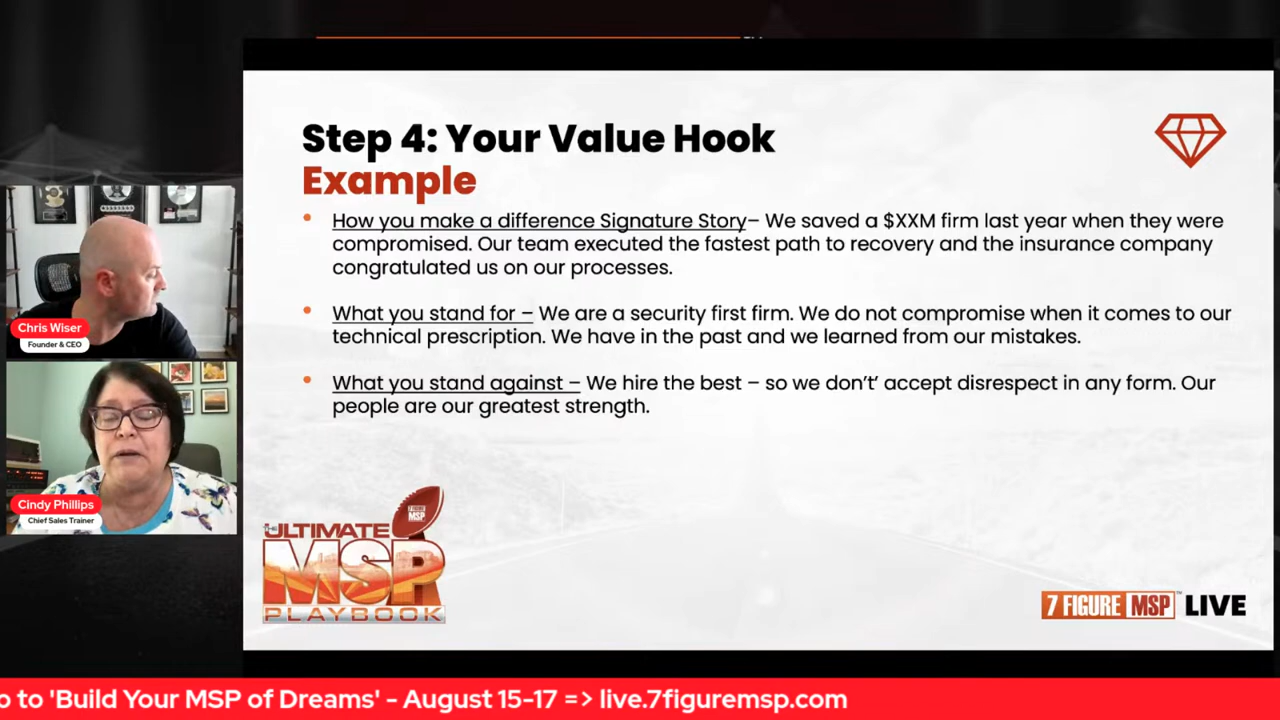 Step 4: Your Value Hook
Example
• How you make a difference Signature Story– We saved a $XXM firm last year when they were
compromised. Our team executed the fastest path to recovery and the insurance company
congratulated us on our processes.
• What you stand for – We are a security first firm. We do not compromise when it comes to our
technical prescription. We have in the past and we learned from our mistakes.
• What you stand against – We hire the best – so we don’t’ accept disrespect in any form. Our
people are our greatest strength.
Chris Wiser
Founder & CEO
Cindy Phillips
Chief Sales Trainer
7 FIGURE
MSP
THE
ULTIMATE
MSP
PLAYBOOK
7 FIGURE MSP™ LIVE
o to 'Build Your MSP of Dreams' - August 15-17 => live.7figuremsp.com